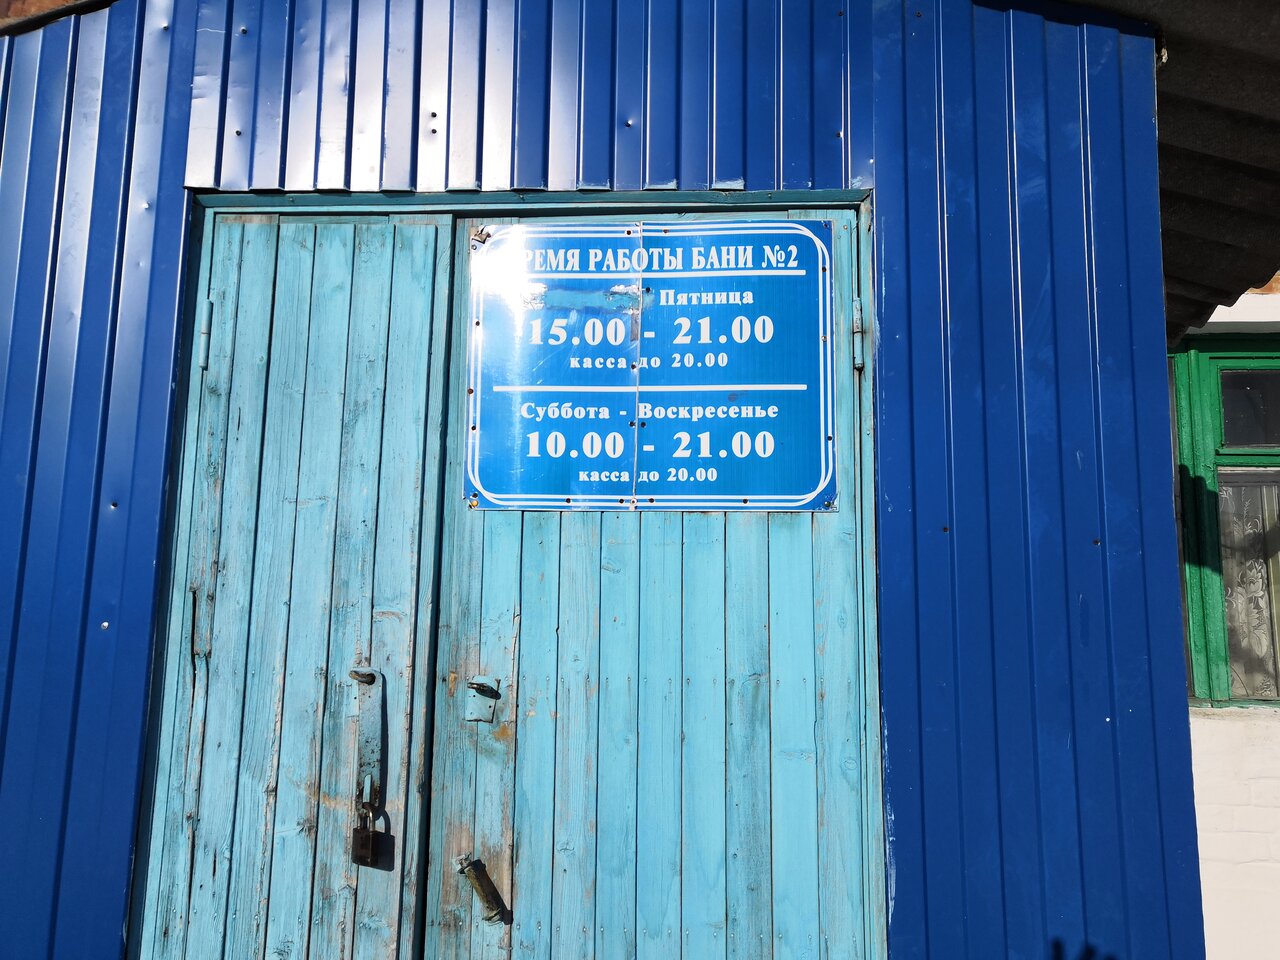 ВРЕМЯ РАБОТЫ БАНИ №2
Пятница
15.00 - 21.00
касса до 20.00
Суббота - Воскресенье
10.00 - 21.00
касса до 20.00